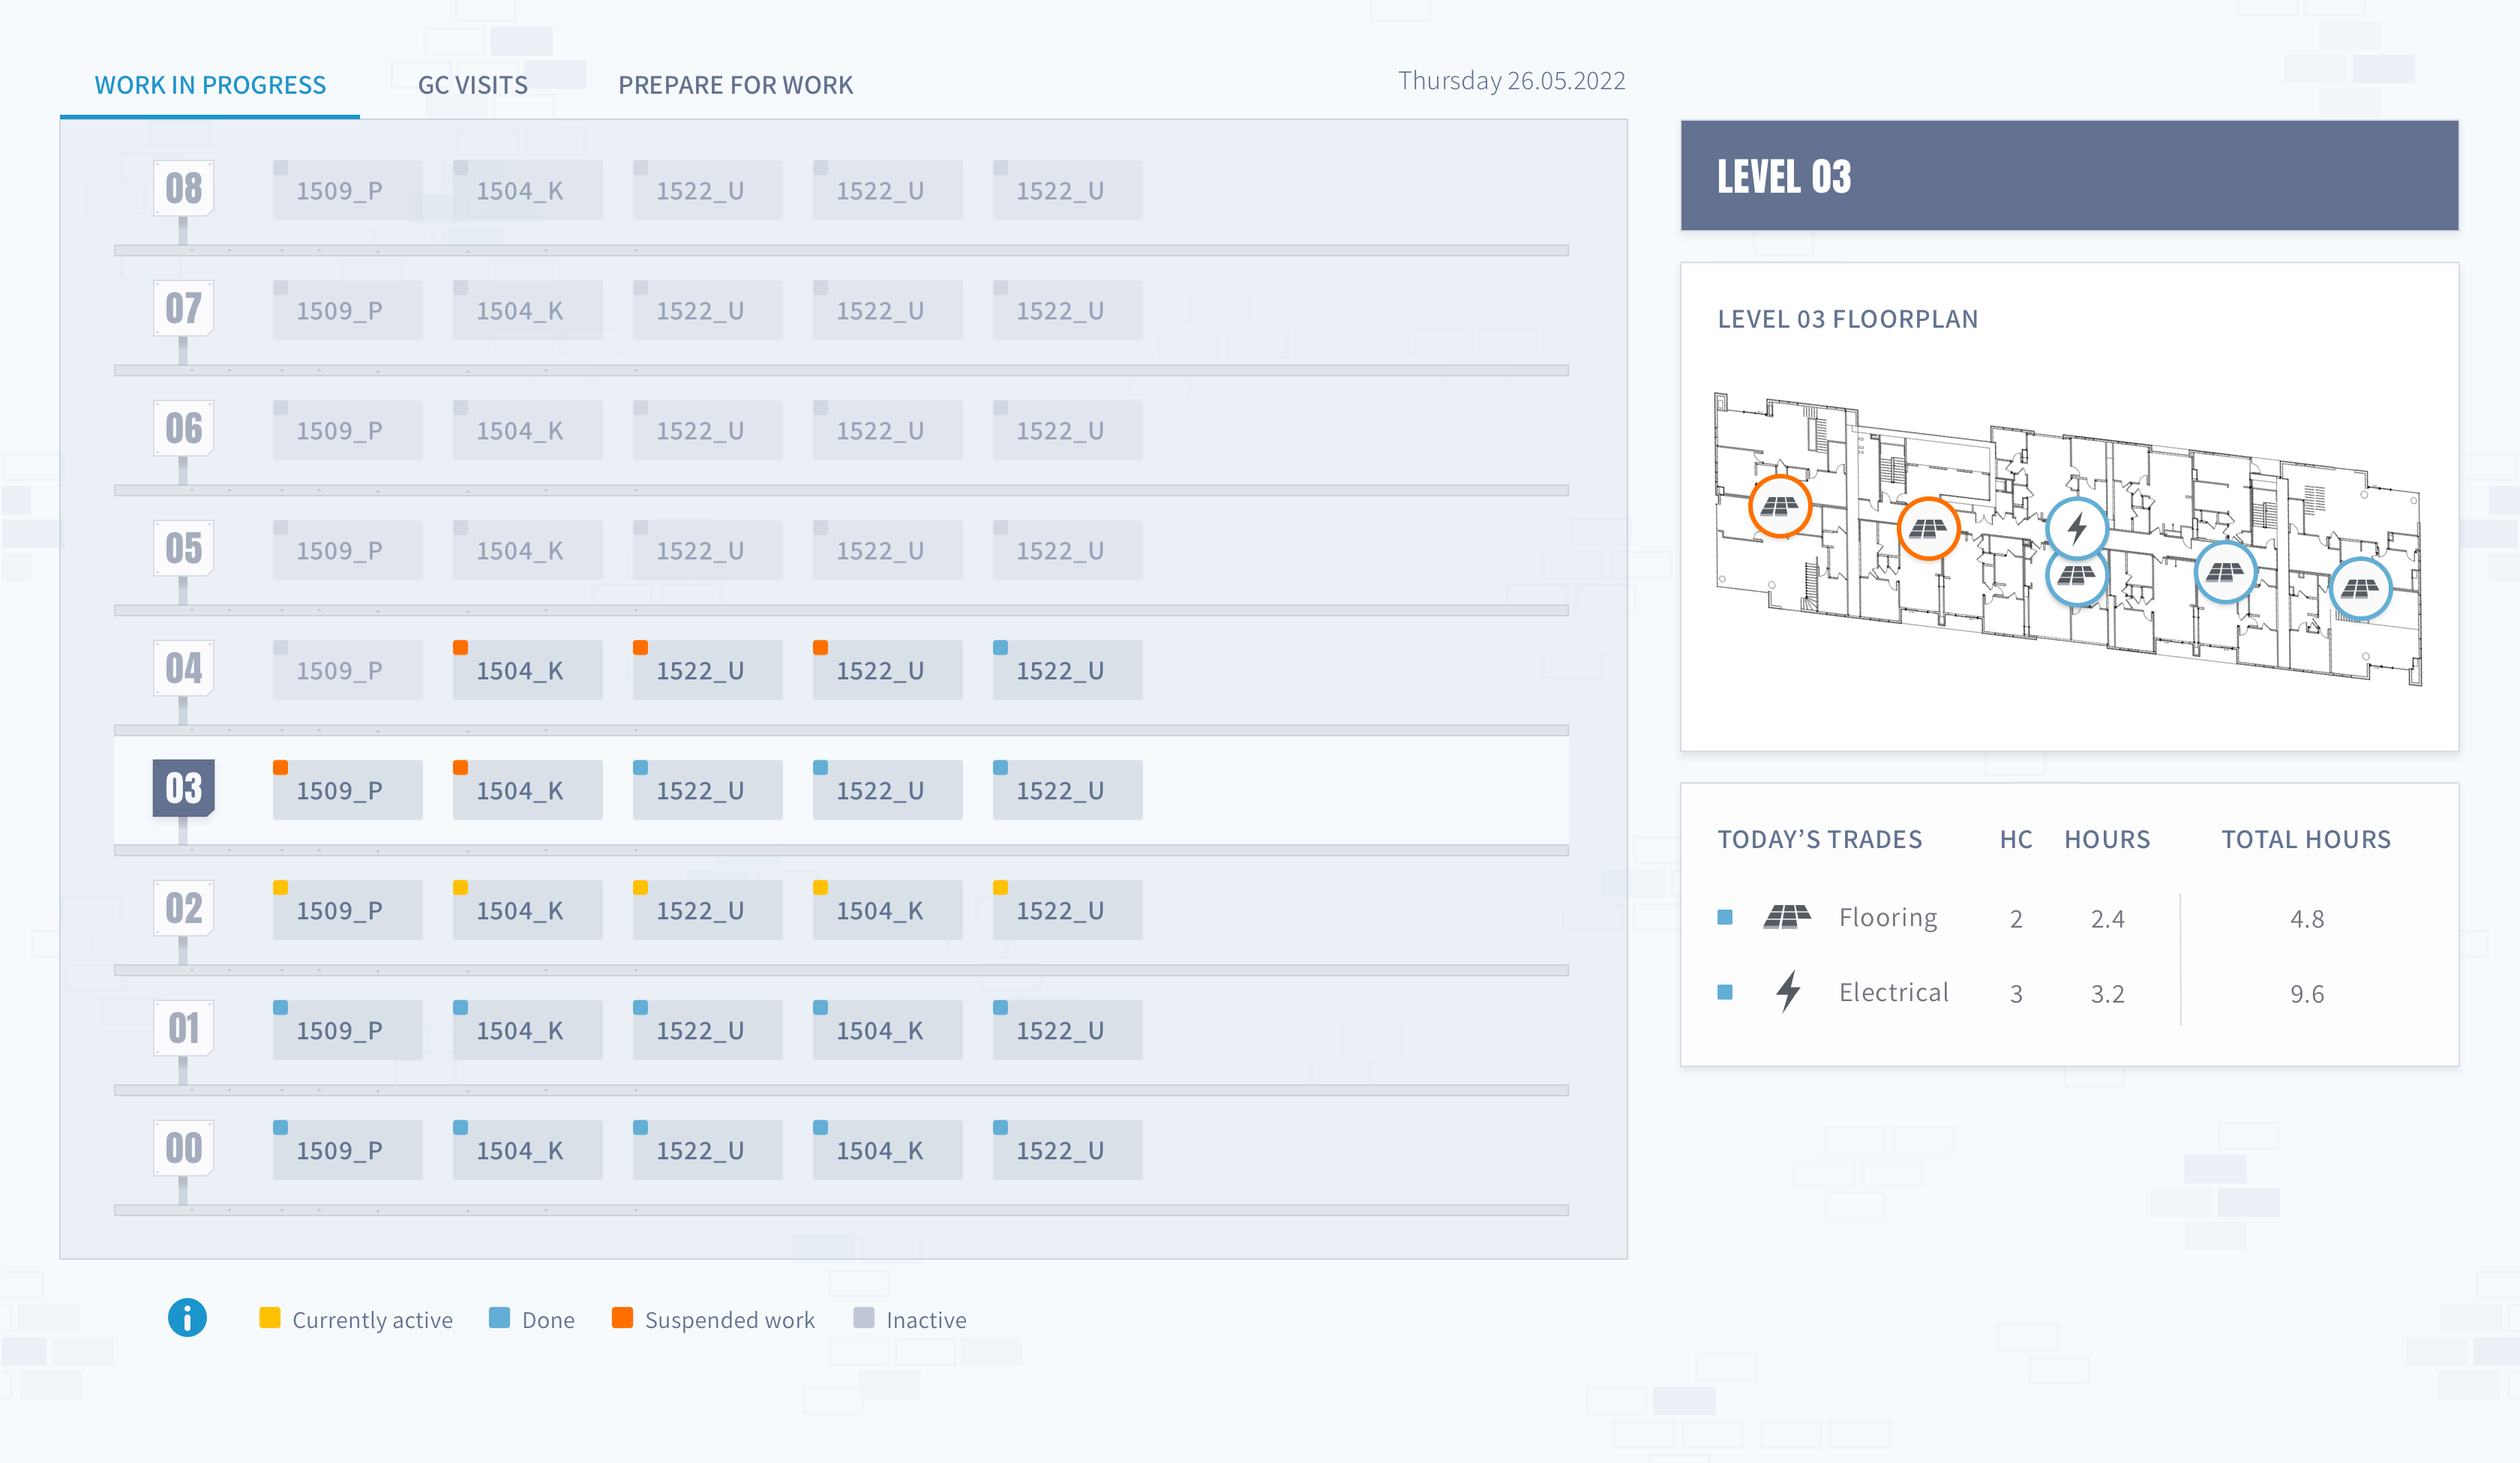 WORK IN PROGRESS GC VISITS PREPARE FOR WORK Thursday 26.05.2022
08 1509_P 1504_K 1522_U 1522_U 1522_U
07 1509_P 1504_K 1522_U 1522_U 1522_U
06 1509_P 1504_K 1522_U 1522_U 1522_U
05 1509_P 1504_K 1522_U 1522_U 1522_U
04 1509_P 1504_K 1522_U 1522_U 1522_U
03 1509_P 1504_K 1522_U 1522_U 1522_U
02 1509_P 1504_K 1522_U 1504_K 1522_U
01 1509_P 1504_K 1522_U 1504_K 1522_U
00 1509_P 1504_K 1522_U 1504_K 1522_U
Currently active Done Suspended work Inactive
LEVEL 03
LEVEL 03 FLOORPLAN
TODAY’S TRADES HC HOURS TOTAL HOURS
Flooring 2 2.4 4.8
Electrical 3 3.2 9.6